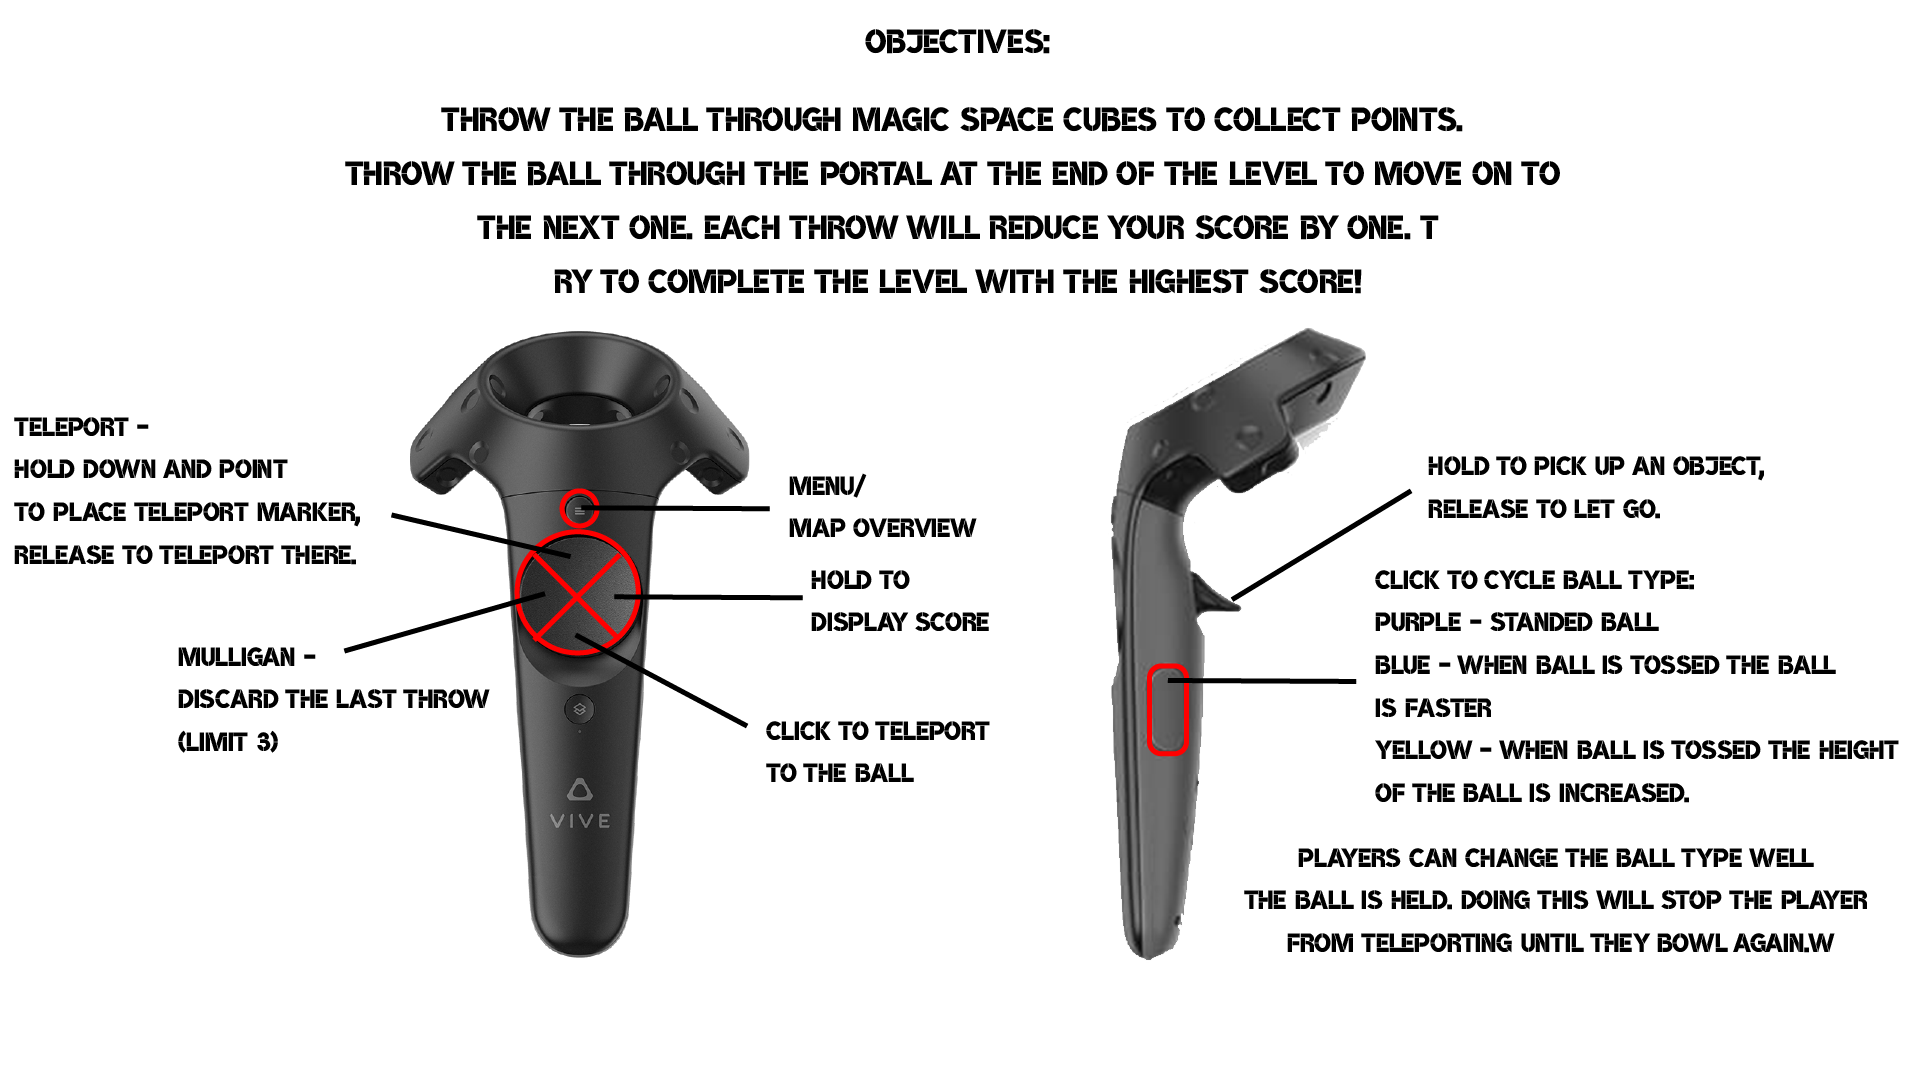 OBJECTIVES:
THROW THE BALL THROUGH MAGIC SPACE CUBES TO COLLECT POINTS.
THROW THE BALL THROUGH THE PORTAL AT THE END OF THE LEVEL TO MOVE ON TO
THE NEXT ONE. EACH THROW WILL REDUCE YOUR SCORE BY ONE. T
RY TO COMPLETE THE LEVEL WITH THE HIGHEST SCORE!
TELEPORT -
HOLD DOWN AND POINT
TO PLACE TELEPORT MARKER,
RELEASE TO TELEPORT THERE.
MULLIGAN -
DISCARD THE LAST THROW
(LIMIT 3)
MENU/
MAP OVERVIEW
HOLD TO
DISPLAY SCORE
CLICK TO TELEPORT
TO THE BALL
VIVE
HOLD TO PICK UP AN OBJECT,
RELEASE TO LET GO.
CLICK TO CYCLE BALL TYPE:
PURPLE - STANDED BALL
BLUE - WHEN BALL IS TOSSED THE BALL
IS FASTER
YELLOW - WHEN BALL IS TOSSED THE HEIGHT
OF THE BALL IS INCREASED.
PLAYERS CAN CHANGE THE BALL TYPE WELL
THE BALL IS HELD. DOING THIS WILL STOP THE PLAYER
FROM TELEPORTING UNTIL THEY BOWL AGAIN.W